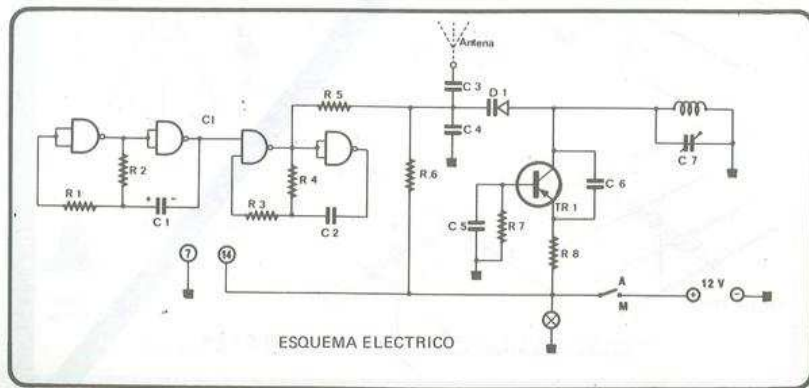 Antena
C 3
R 5
D 1
CI
C 4
R 2
C 7
R 4
R.6
C 6
R 1
TR 1
R 3
C 5
R 7
+ -
C 1
C 2
R 8
7
14
A
12 V
M
+ -
ESQUEMA ELECTRICO